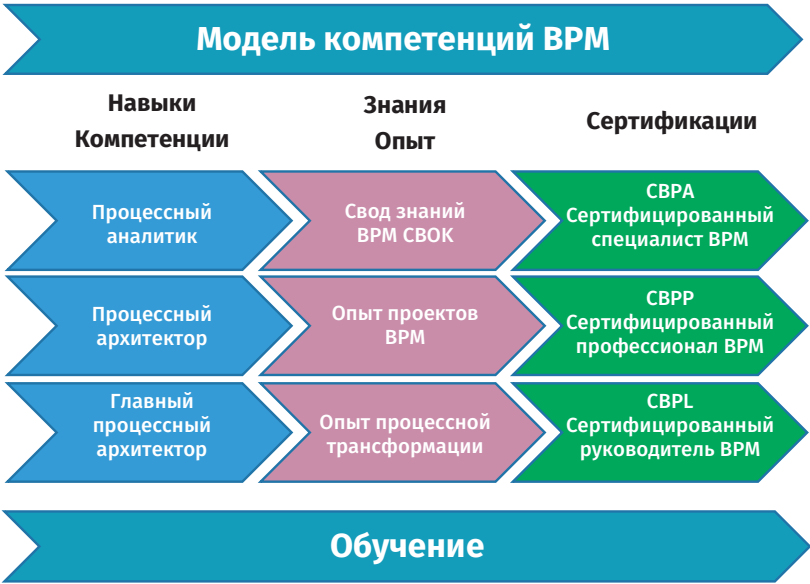 Модель компетенций BPM
Навыки
Компетенции
Знания
Опыт
Сертификации
Процессный
аналитик
Свод знаний
BPM CBOK
CBPA
Сертифицированный
специалист BPM
Процессный
архитектор
Опыт проектов
BPM
CBPP
Сертифицированный
профессионал BPM
Главный
процессный
архитектор
Опыт процессной
трансформации
CBPL
Сертифицированный
руководитель BPM
Обучение